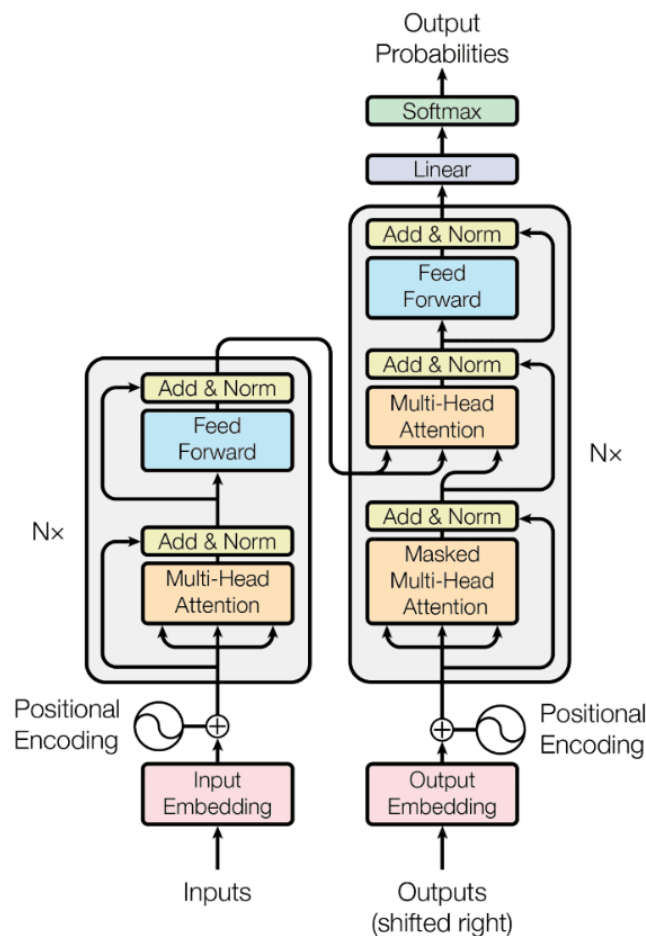 Output
Probabilities
Softmax
Linear
Add & Norm
Feed
Forward
Add & Norm
Multi-Head
Attention
Add & Norm
Masked
Multi-Head
Attention
N×
Add & Norm
Feed
Forward
Add & Norm
Multi-Head
Attention
N×
Positional
Encoding
Positional
Encoding
Input
Embedding
Output
Embedding
Inputs
Outputs
(shifted right)